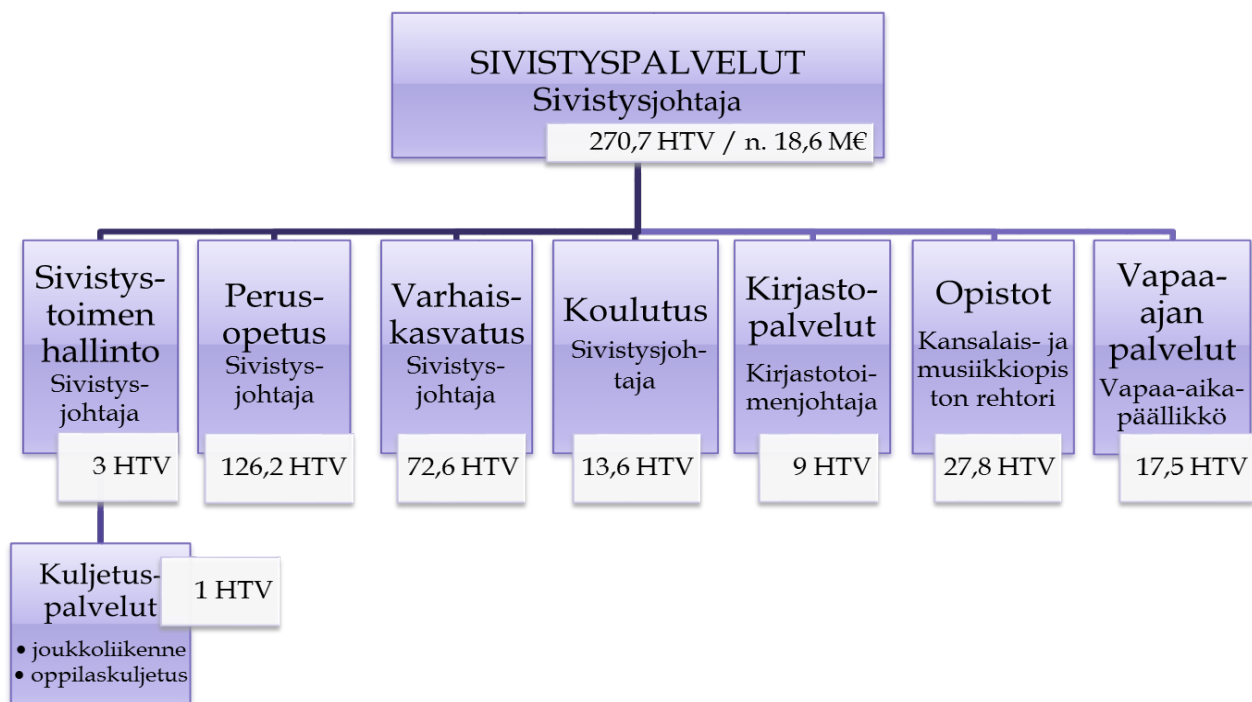 SIVISTYSPALVELUT
Sivistysjohtaja
270,7 HTV / n. 18,6 M€
Sivistys-
toimen
hallinto
Sivistys-
johtaja
3 HTV
Perus-
opetus
Sivistys-
johtaja
126,2 HTV
Varhais-
kasvatus
Sivistys-
johtaja
72,6 HTV
Koulutus
Sivistysjoh-
taja
13,6 HTV
Kirjasto-
palvelut
Kirjastotoi-
menjohtaja
9 HTV
Opistot
Kansalais- ja
musiikkiopis
ton rehtori
27,8 HTV
Vapaa-
ajan
palvelut
Vapaa-aika-
päällikkö
17,5 HTV
Kuljetus-
palvelut
• joukkoliikenne
• oppilaskuljetus
1 HTV